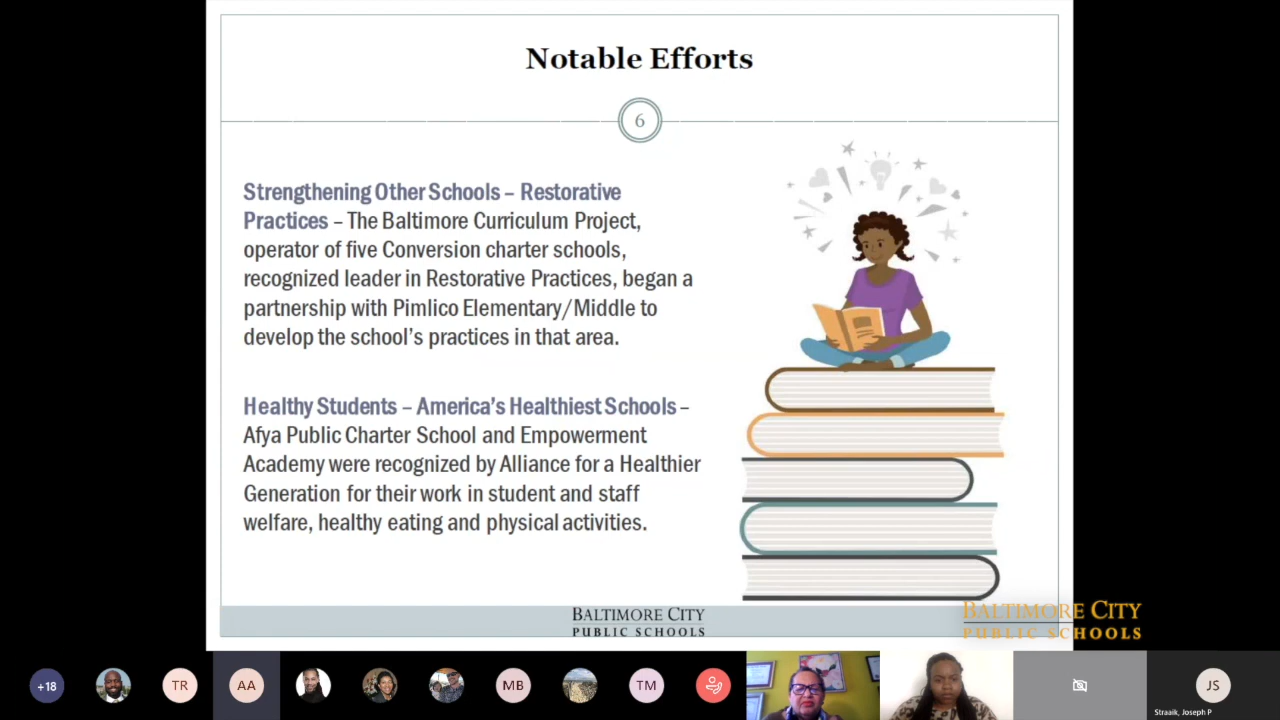 Notable Efforts
6
Strengthening Other Schools – Restorative
Practices – The Baltimore Curriculum Project,
operator of five Conversion charter schools,
recognized leader in Restorative Practices, began a
partnership with Pimlico Elementary/Middle to
develop the school's practices in that area.
Healthy Students – America's Healthiest Schools –
Afya Public Charter School and Empowerment
Academy were recognized by Alliance for a Healthier
Generation for their work in student and staff
welfare, healthy eating and physical activities.
BALTIMORE CITY
PUBLIC SCHOOLS
BALTIMORE CITY
PUBLIC SCHOOLS
+18
TR
AA
MB
TM
JS
Straaik, Joseph P